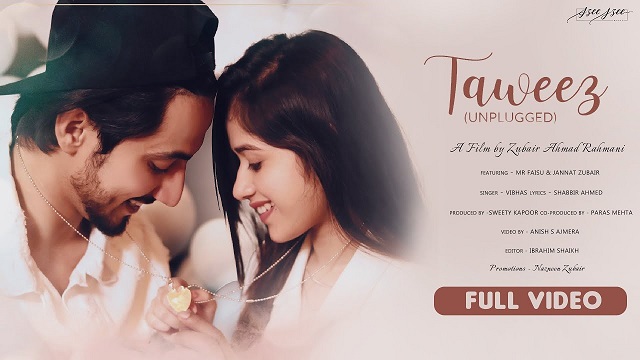 Jsee Jsee
Taweez
(UNPLUGGED)
A Film by Zubair Ahmad Rahmani
FEATURING - MR FAISU & JANNAT ZUBAIR
SINGER - VIBHAS LYRICS - SHABBIR AHMED
PRODUCED BY -SWEETY KAPOOR CO-PRODUCED BY - PARAS MEHTA
VIDEO BY - ANISH S AJMERA
EDITOR - IBRAHIM SHAIKH
Promotions - Nazneen Zubair
FULL VIDEO